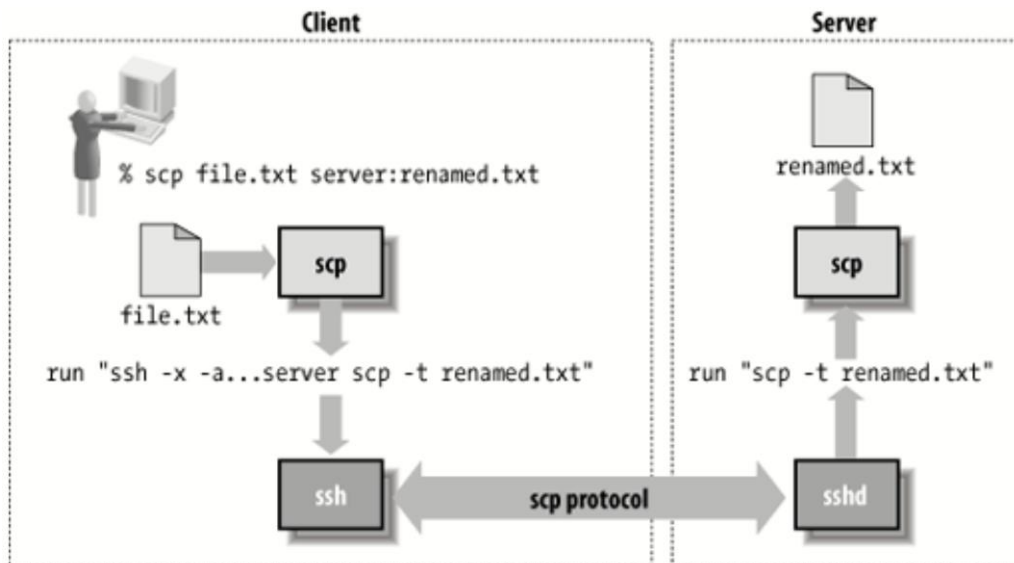 Client
Server
% scp file.txt server:renamed.txt
renamed.txt
scp
scp
file.txt
run "ssh -x -a...server scp -t renamed.txt"
run "scp -t renamed.txt"
ssh
scp protocol
sshd